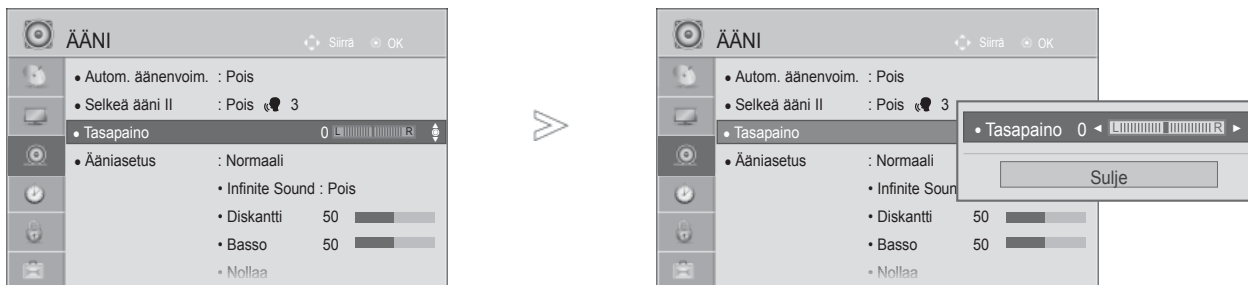 ÄÄNI Siirrä OK
• Autom. äänenvoim. : Pois
• Selkeä ääni II : Pois 3
• Tasapaino 0 L R
• Ääniasetus : Normaali
• Infinite Sound : Pois
• Diskantti 50
• Basso 50
• Nollaa
ÄÄNI Siirrä OK
• Autom. äänenvoim. : Pois
• Selkeä ääni II : Pois 3
• Tasapaino
• Ääniasetus : Normaali
• Infinite Soun
• Diskantti 50
• Basso 50
• Nollaa
• Tasapaino 0 ◄ L R ►
Sulje